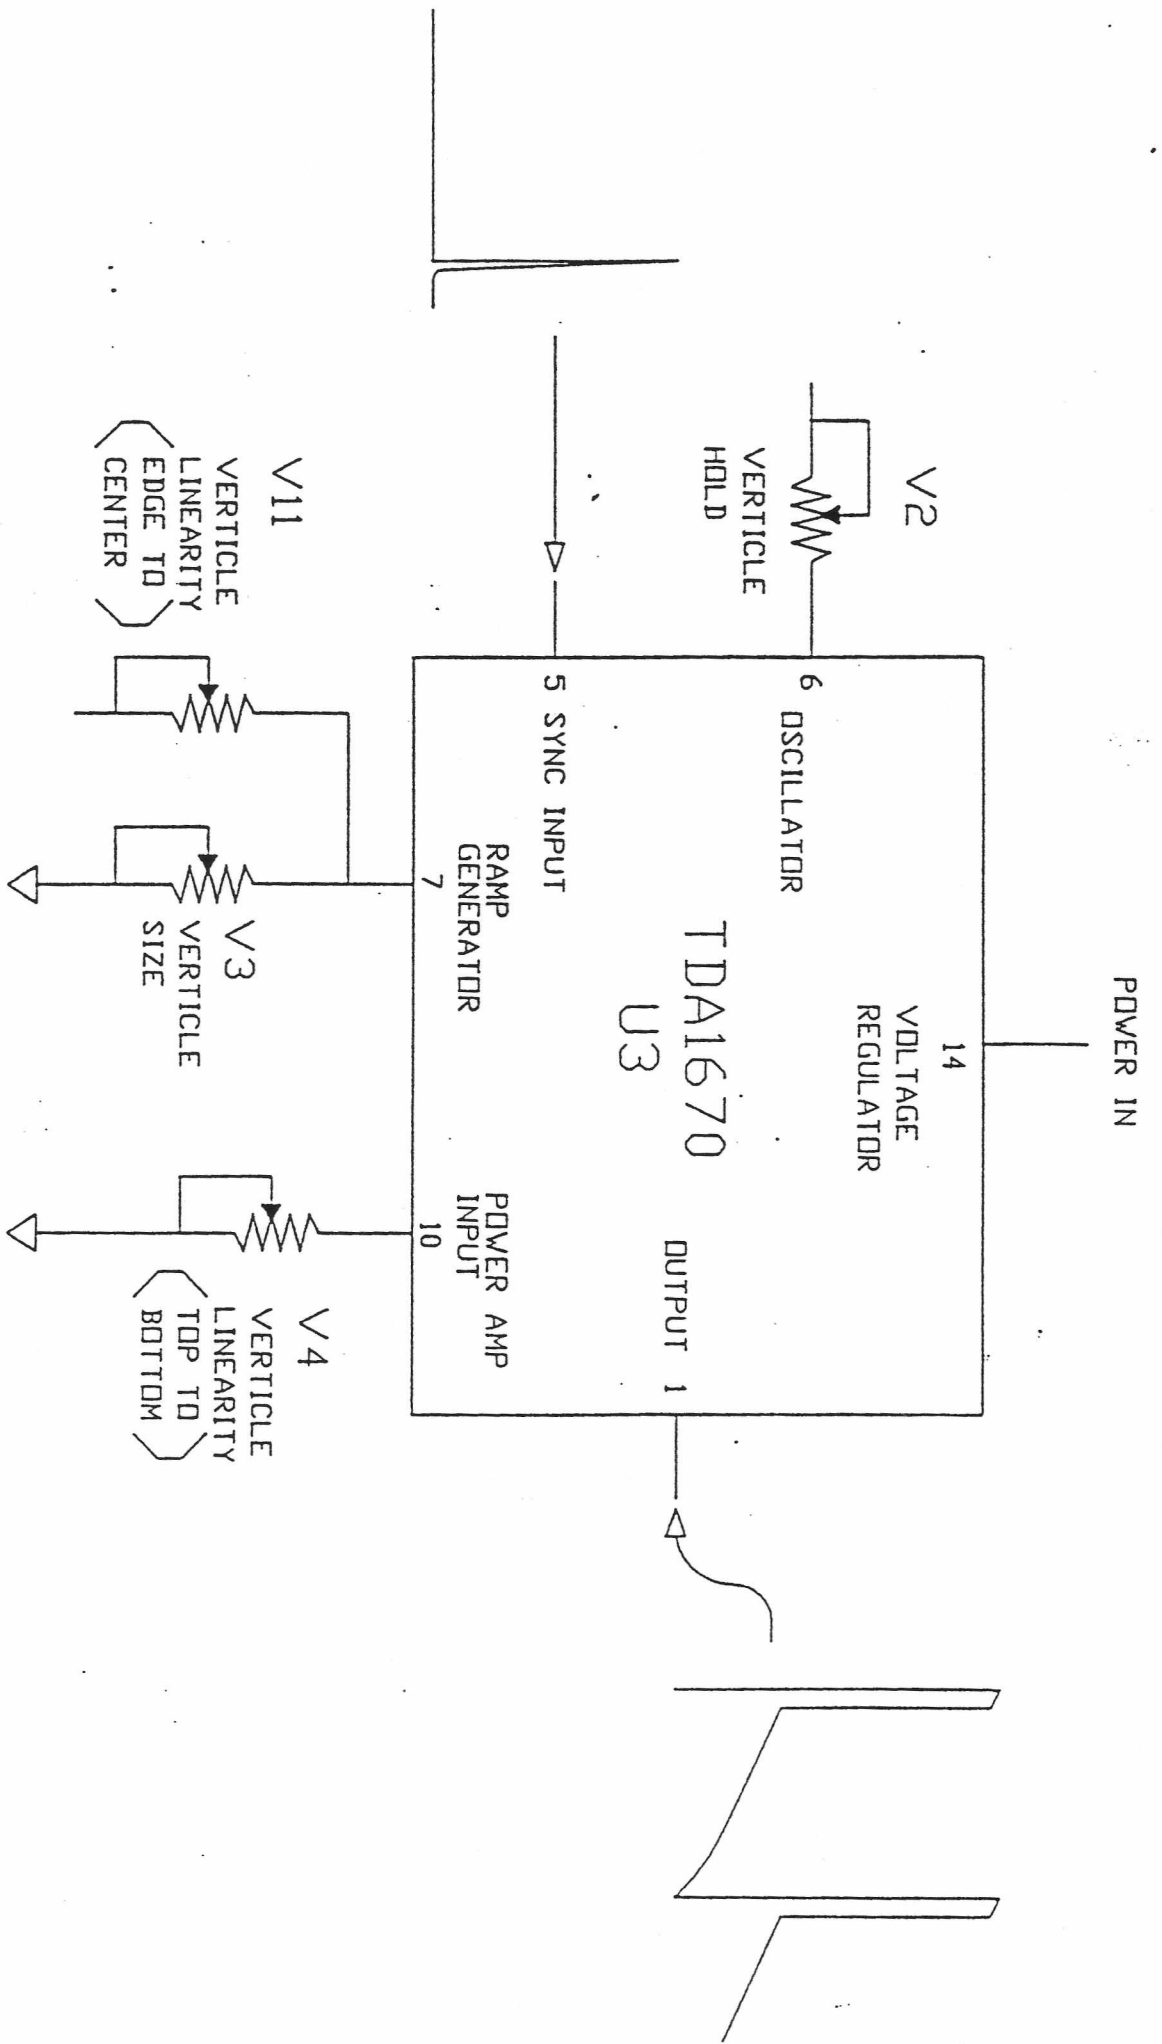 POWER IN
14
VOLTAGE
REGULATOR
V2
VERTICLE
HOLD
6
OSCILLATOR
TDA1670
U3
OUTPUT 1
5 SYNC INPUT
RAMP
GENERATOR
7
POWER AMP
INPUT
10
V11
VERTICLE
LINEARITY
(EDGE TO
CENTER)
V3
VERTICLE
SIZE
V4
VERTICLE
LINEARITY
(TOP TO
BOTTOM)